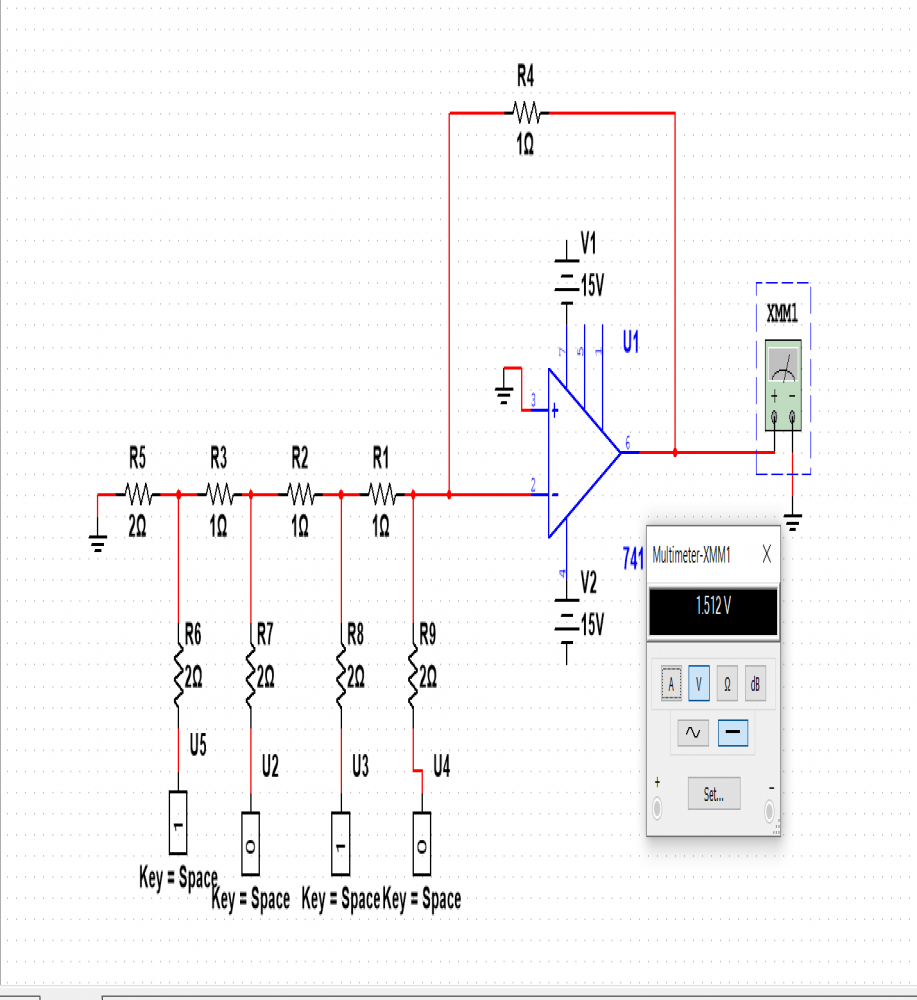 R4
1Ω
V1
15V
XMM1
7
5
1
U1
+
-
3
+
6
2
-
R5
R3
R2
R1
2Ω
1Ω
1Ω
1Ω
4
741
V2
15V
Multimeter-XMM1 X
1.512 V
A V Ω dB
Set...
+
-
R6
2Ω
R7
2Ω
R8
2Ω
R9
2Ω
U5
U2
U3
U4
1
0
1
0
Key = Space
Key = Space
Key = Space
Key = Space